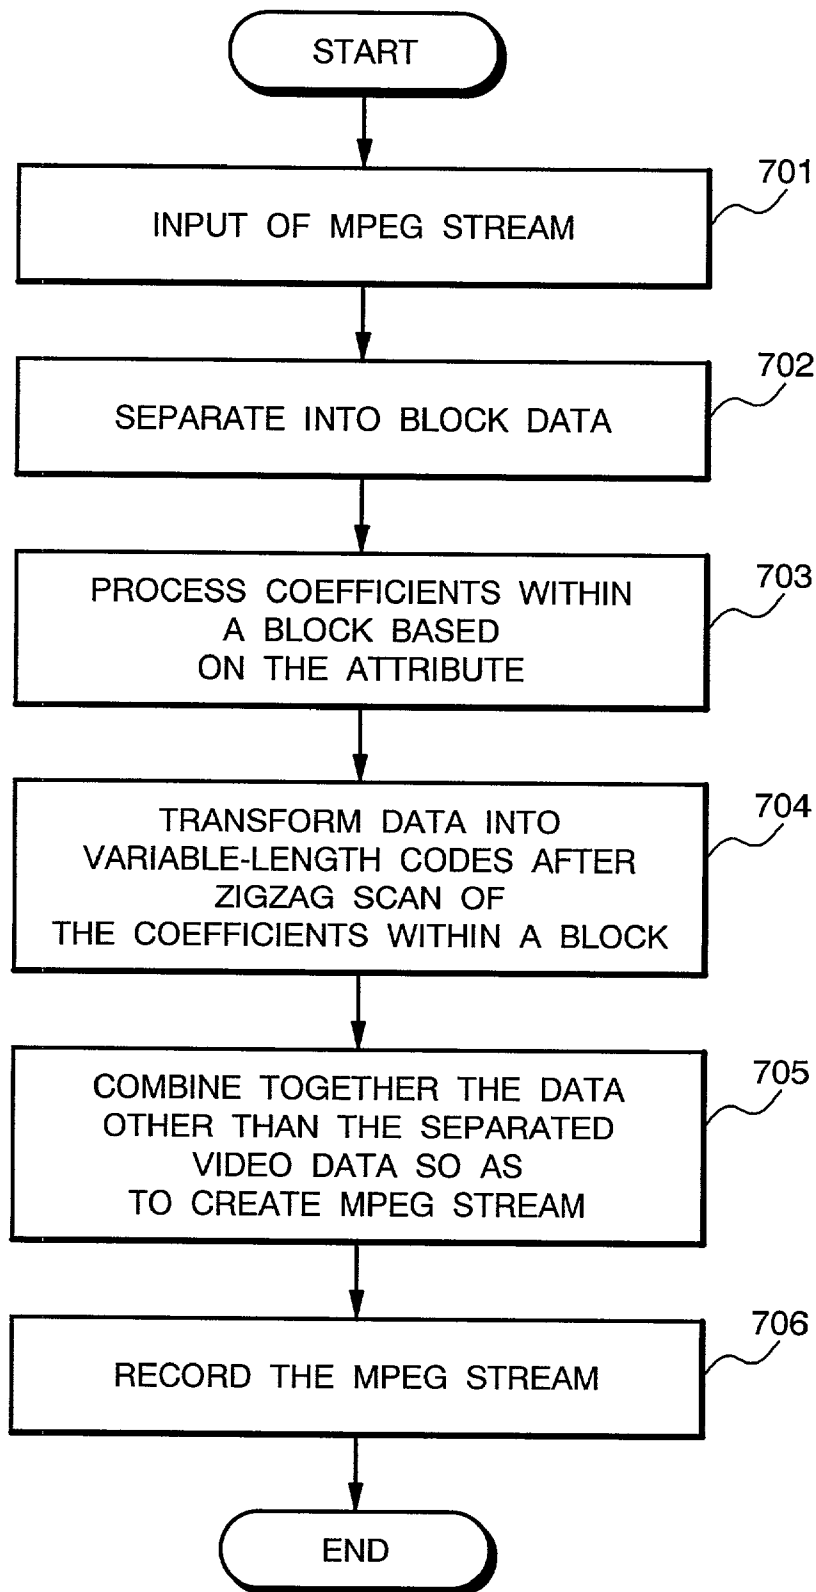 START
701
INPUT OF MPEG STREAM
702
SEPARATE INTO BLOCK DATA
703
PROCESS COEFFICIENTS WITHIN
A BLOCK BASED
ON THE ATTRIBUTE
704
TRANSFORM DATA INTO
VARIABLE-LENGTH CODES AFTER
ZIGZAG SCAN OF
THE COEFFICIENTS WITHIN A BLOCK
705
COMBINE TOGETHER THE DATA
OTHER THAN THE SEPARATED
VIDEO DATA SO AS
TO CREATE MPEG STREAM
706
RECORD THE MPEG STREAM
END